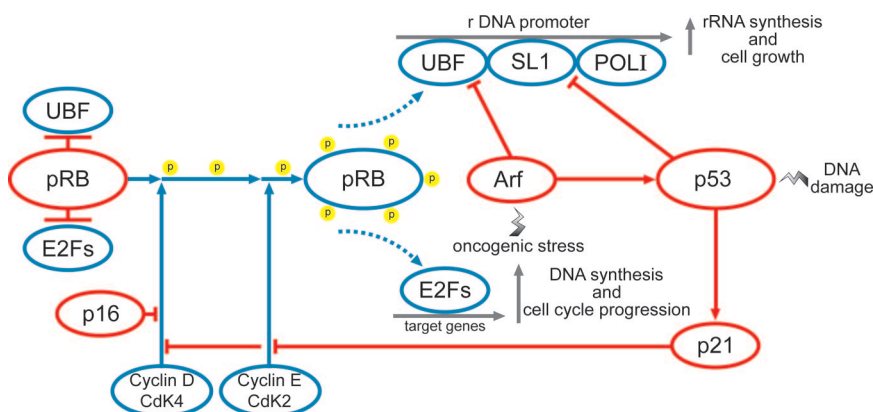 r DNA promoter
rRNA synthesis
and
cell growth
UBF
SL1
POLI
UBF
pRB
E2Fs
p
p
p
p
p
p
p
p
pRB
Arf
p53
DNA
damage
oncogenic stress
E2Fs
target genes
DNA synthesis
and
cell cycle progression
p16
p21
Cyclin D
CdK4
Cyclin E
CdK2